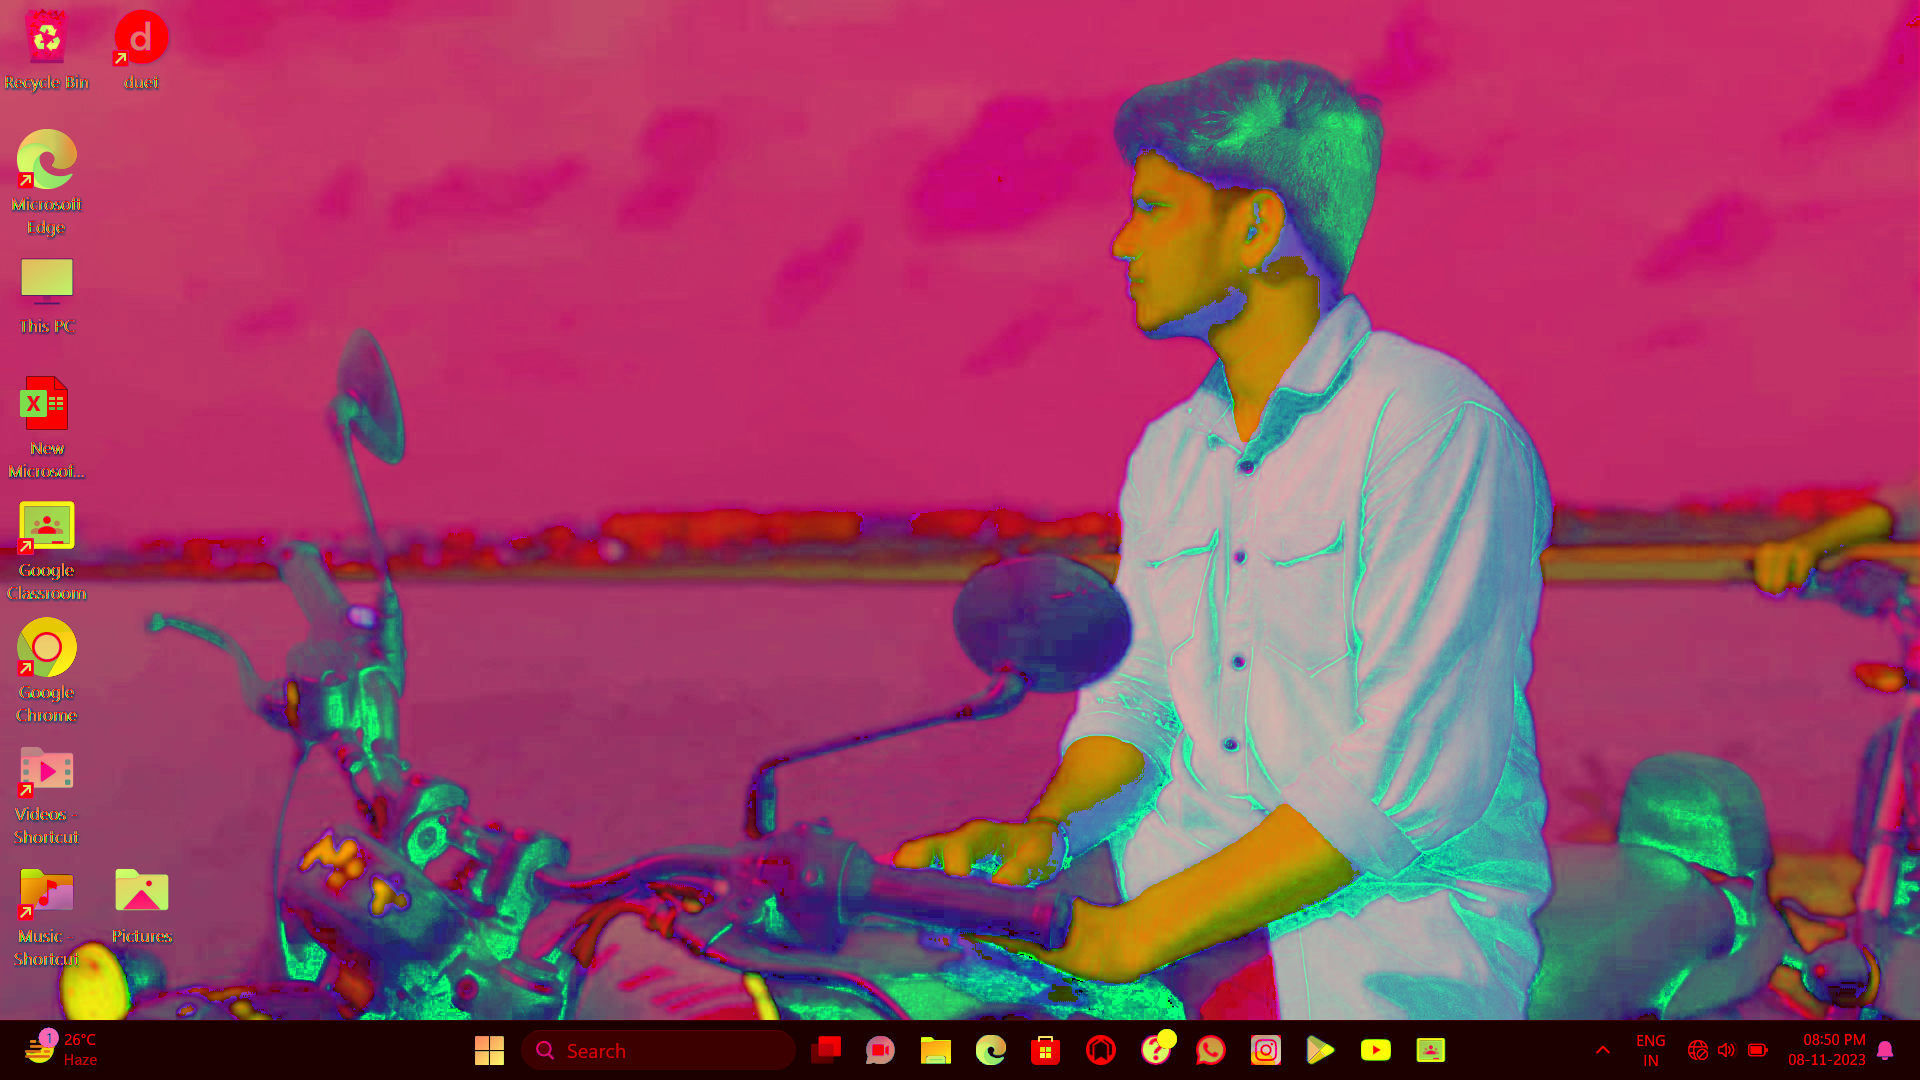 Recycle Bin
duet
Microsoft
Edge
This PC
New
Microsof...
Google
Classroom
Google
Chrome
Videos -
Shortcut
Music -
Shortcut
Pictures
1
26°C
Haze
Search
ENG
IN
08:50 PM
08-11-2023